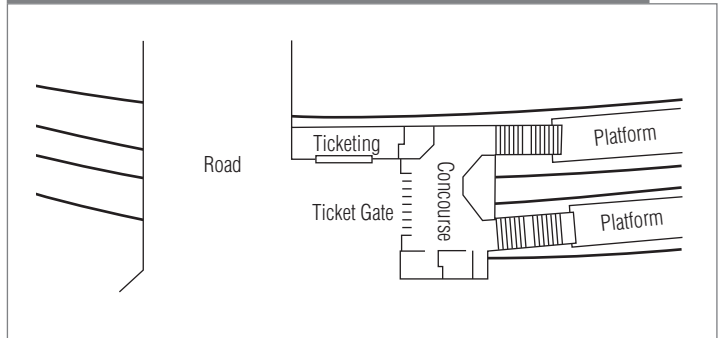 Ticketing
Platform
Road
Concourse
Ticket Gate
Platform